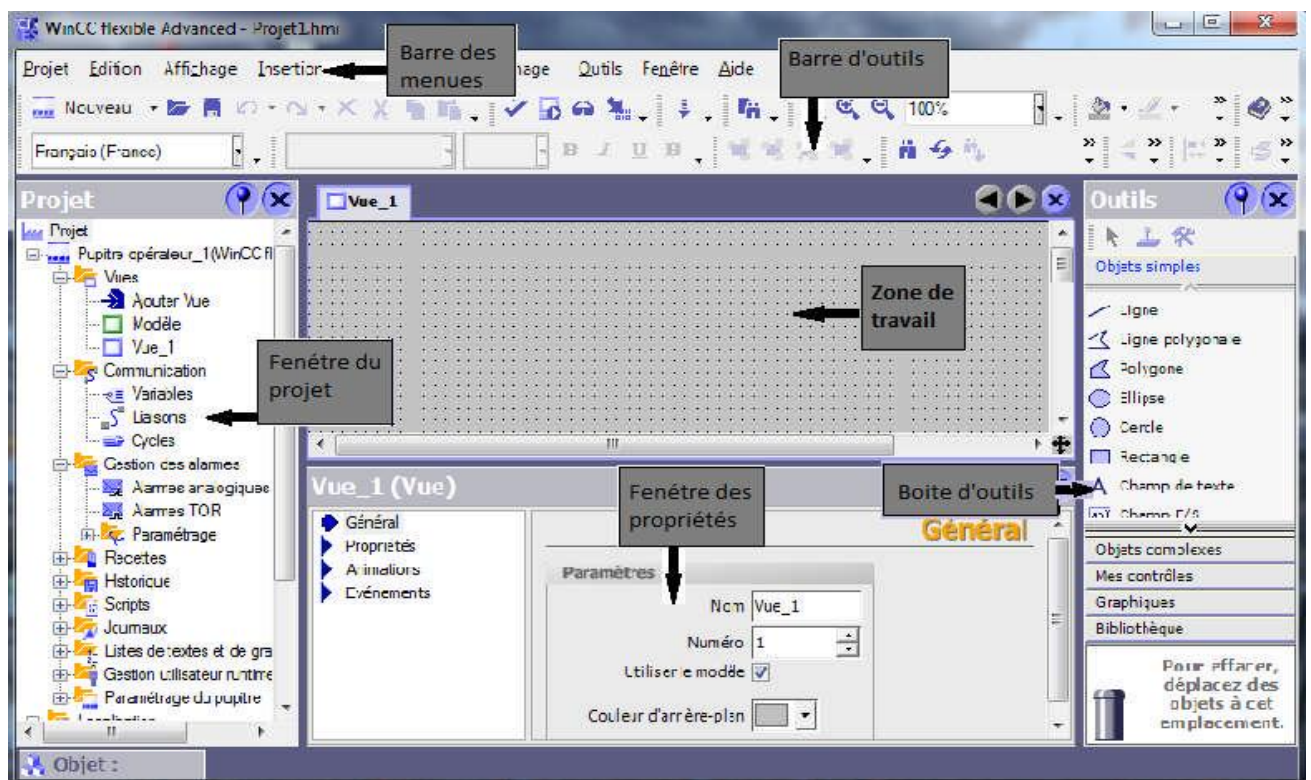 WinCC flexible Advanced - Projet1.hmi
Barre des
menues
Barre d'outils
Projet Edition Affichage Insertion nage Outils Fenêtre Aide
Nouveau 100%
Français (France) B I U B
Projet
Vue_1
Outils
Projet
Pupitre opérateur_1(WinCC fl
Vues
Ajouter Vue
Modèle
Vue_1
Communication
Variables
Liaisons
Cycles
Gestion des alarmes
Alarmes analogiques
Alarmes TOR
Paramétrage
Recettes
Historique
Scripts
Journaux
Listes de textes et de gra
Gestion utilisateur runtime
Paramétrage du pupitre
Fenétre du
projet
Zone de
travail
Objets simples
Ligne
Ligne polygonale
Polygone
Ellipse
Cercle
Rectangle
Champ de texte
Champ E/S
Objets complexes
Mes contrôles
Graphiques
Bibliothèque
Pour effacer,
déplacez des
objets à cet
emplacement.
Vue_1 (Vue)
Fenétre des
propriétés
Boite d'outils
Général
Propriétés
Animations
Evénements
Général
Paramètres
Nom Vue_1
Numéro 1
Utiliser le modèle
Couleur d'arrière-plan
Objet :